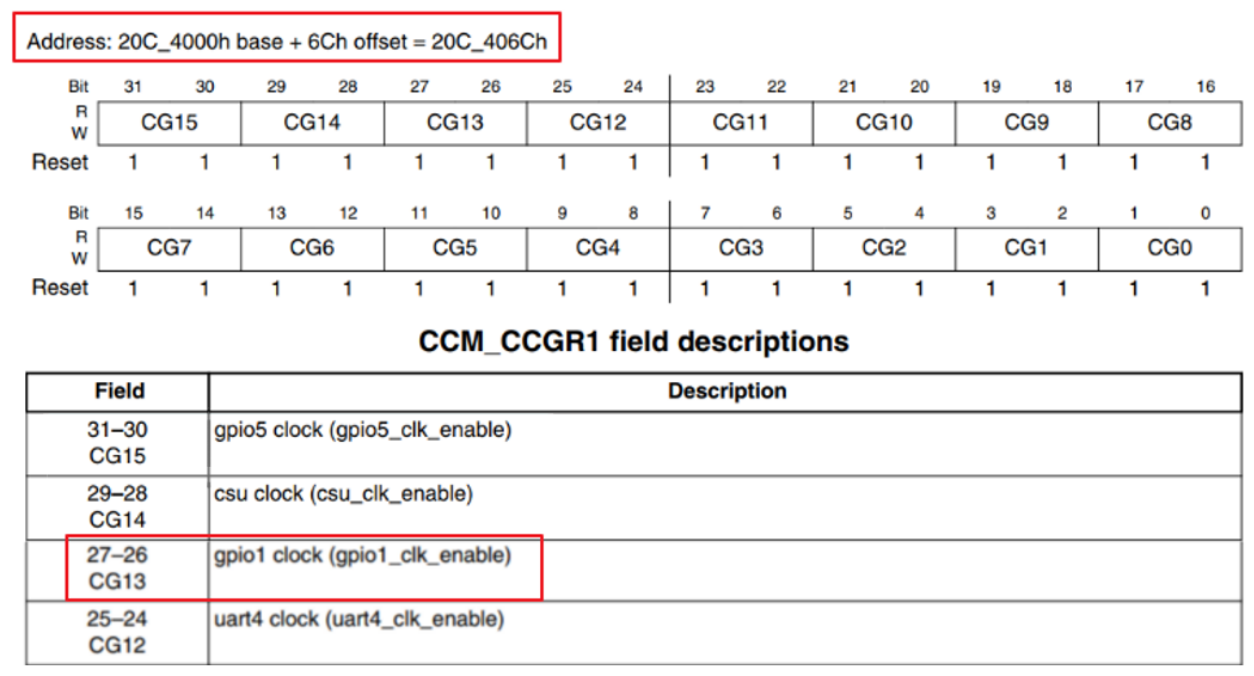 Address: 20C_4000h base + 6Ch offset = 20C_406Ch
Bit 31 30 29 28 27 26 25 24 23 22 21 20 19 18 17 16
R
W
CG15 CG14 CG13 CG12 CG11 CG10 CG9 CG8
Reset 1 1 1 1 1 1 1 1 1 1 1 1 1 1 1 1
Bit 15 14 13 12 11 10 9 8 7 6 5 4 3 2 1 0
R
W
CG7 CG6 CG5 CG4 CG3 CG2 CG1 CG0
Reset 1 1 1 1 1 1 1 1 1 1 1 1 1 1 1 1
CCM_CCGR1 field descriptions
Field Description
31–30 gpio5 clock (gpio5_clk_enable)
CG15
29–28 csu clock (csu_clk_enable)
CG14
27–26 gpio1 clock (gpio1_clk_enable)
CG13
25–24 uart4 clock (uart4_clk_enable)
CG12